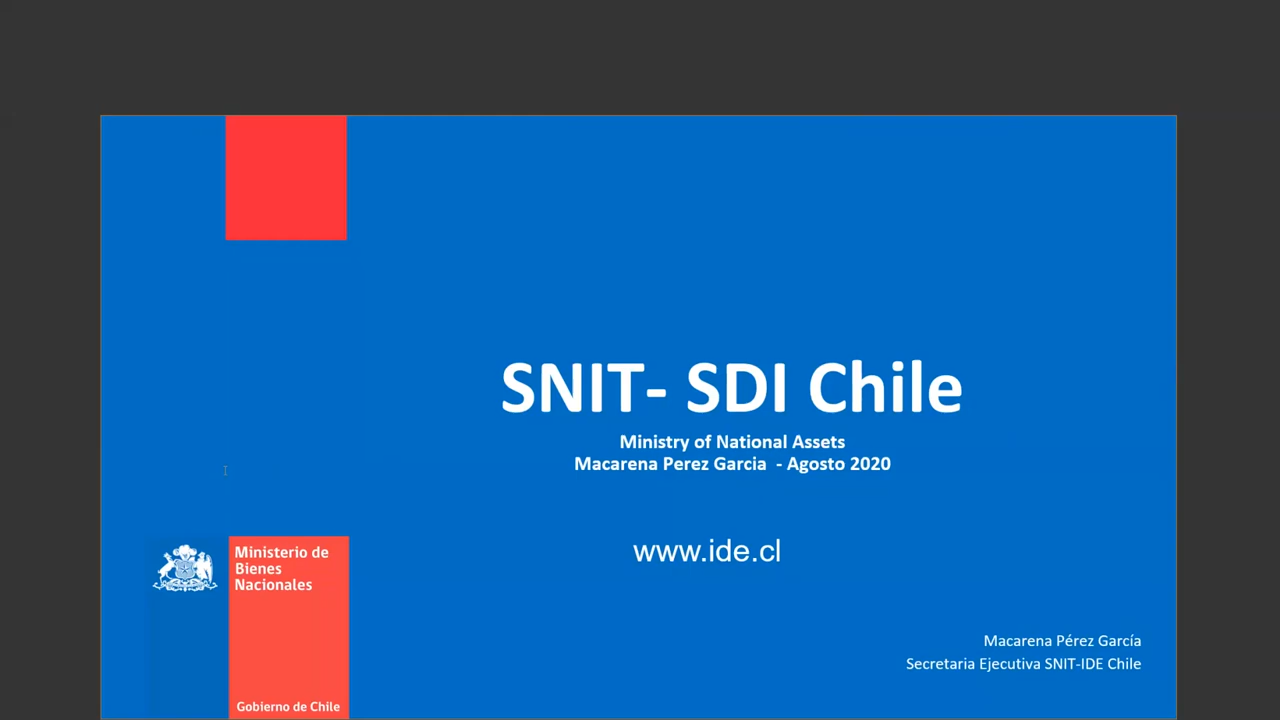 SNIT- SDI Chile
Ministry of National Assets
Macarena Perez Garcia - Agosto 2020
www.ide.cl
Ministerio de
Bienes
Nacionales
Gobierno de Chile
Macarena Pérez García
Secretaria Ejecutiva SNIT-IDE Chile